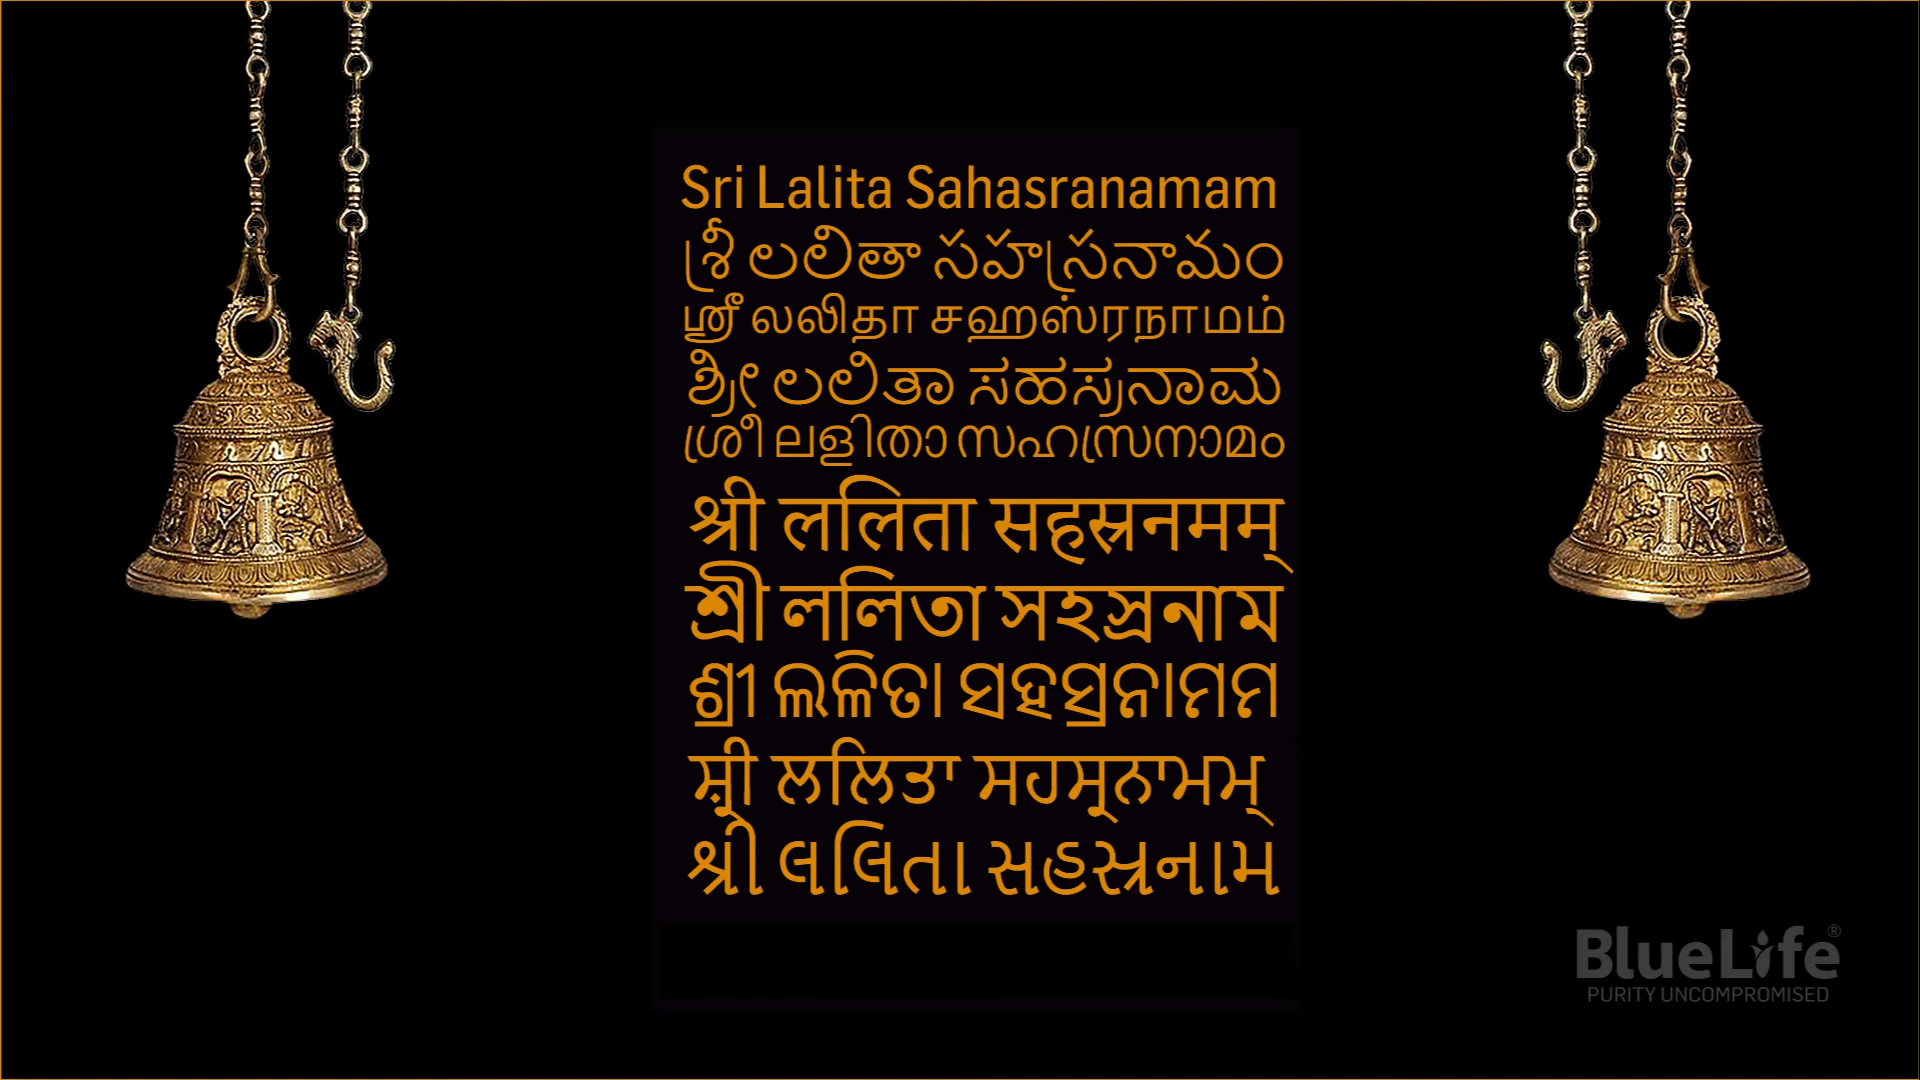 Sri Lalita Sahasranamam
శ్రీ లలితా సహస్రనామం
ஸ்ரீ லலிதா சஹஸ்ரநாமம்
ಶ್ರೀ ಲಲಿತಾ ಸಹಸ್ರನಾಮ
ശ്രീ ലളിതാ സഹസ്രനാമം
श्री ललिता सहस्रनमम्
শ্রী ললিতা সহস্রনাম
ଶ୍ରୀ ଲଳିତା ସହସ୍ରନାମମ
ਸ਼੍ਰੀ ਲਲਿਤਾ ਸਹਸ੍ਰਨਾਮਮ੍
શ્રી લલિતા સહસ્ત્રનામ
BlueLife®
PURITY UNCOMPROMISED